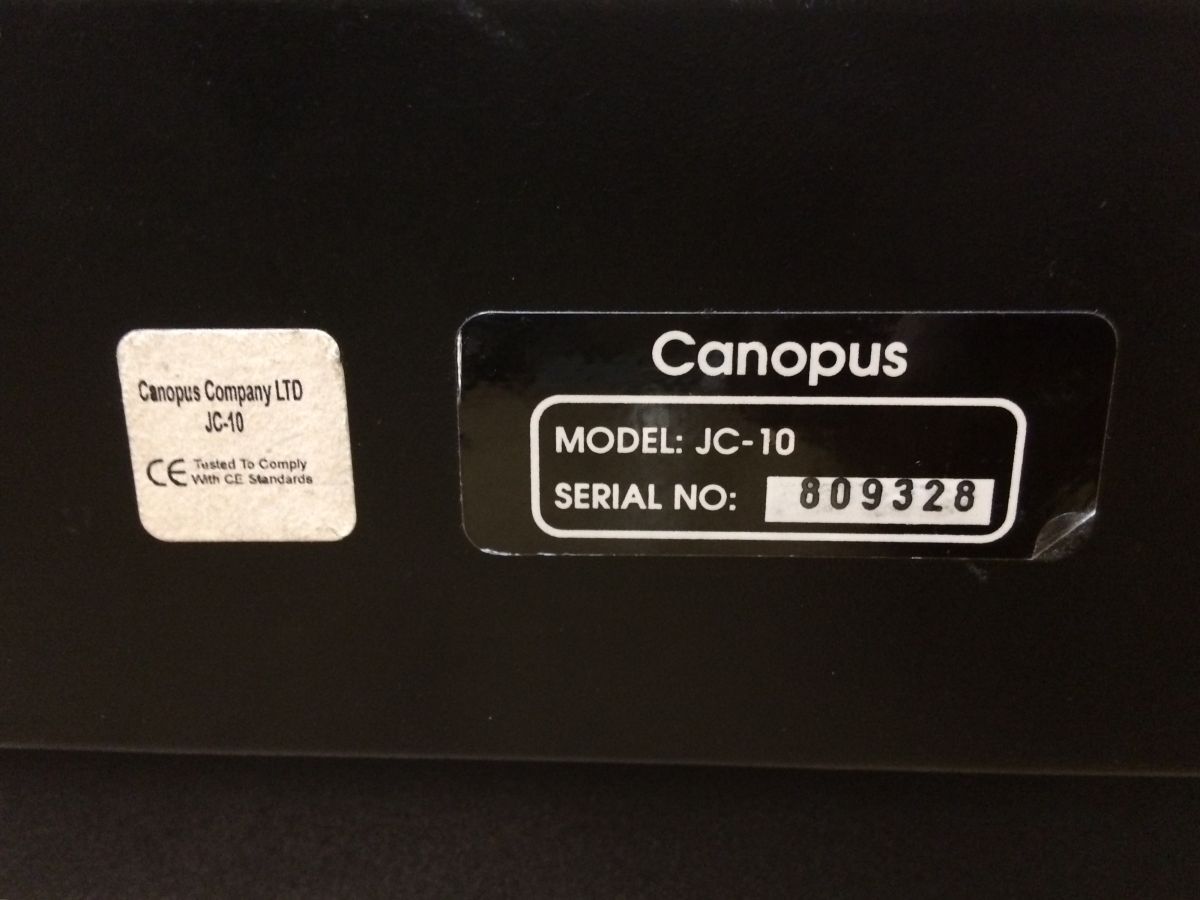 Canopus Company LTD
JC-10
CE Tested To Comply
With CE Standards
Canopus
MODEL: JC-10
SERIAL NO: 809328